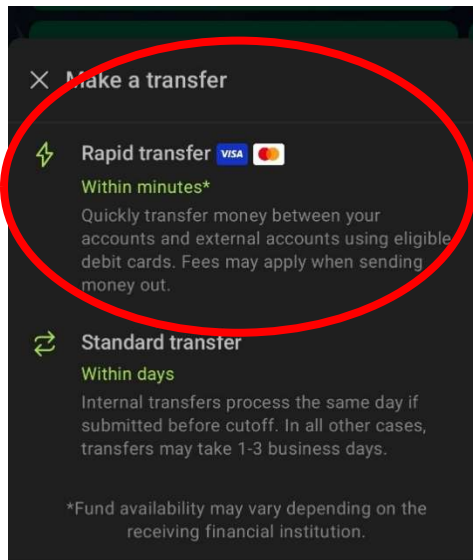 Make a transfer
Rapid transfer VISA
Within minutes*
Quickly transfer money between your
accounts and external accounts using eligible
debit cards. Fees may apply when sending
money out.
Standard transfer
Within days
Internal transfers process the same day if
submitted before cutoff. In all other cases,
transfers may take 1-3 business days.
*Fund availability may vary depending on the
receiving financial institution.